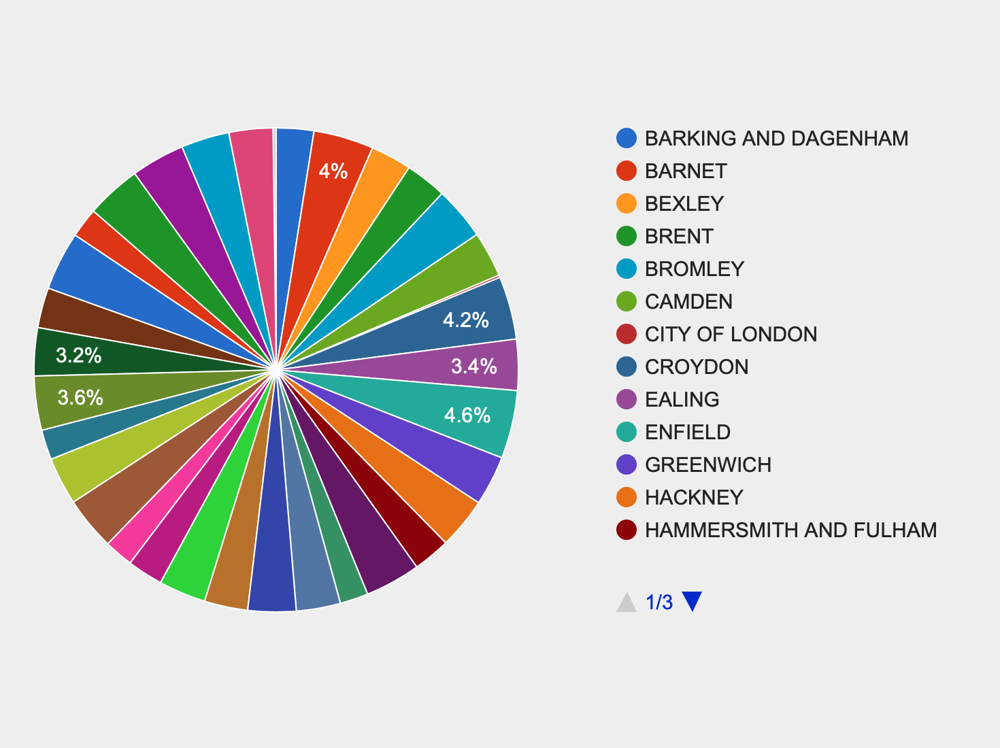 4%
4.2%
3.4%
4.6%
3.2%
3.6%
BARKING AND DAGENHAM
BARNET
BEXLEY
BRENT
BROMLEY
CAMDEN
CITY OF LONDON
CROYDON
EALING
ENFIELD
GREENWICH
HACKNEY
HAMMERSMITH AND FULHAM
1/3